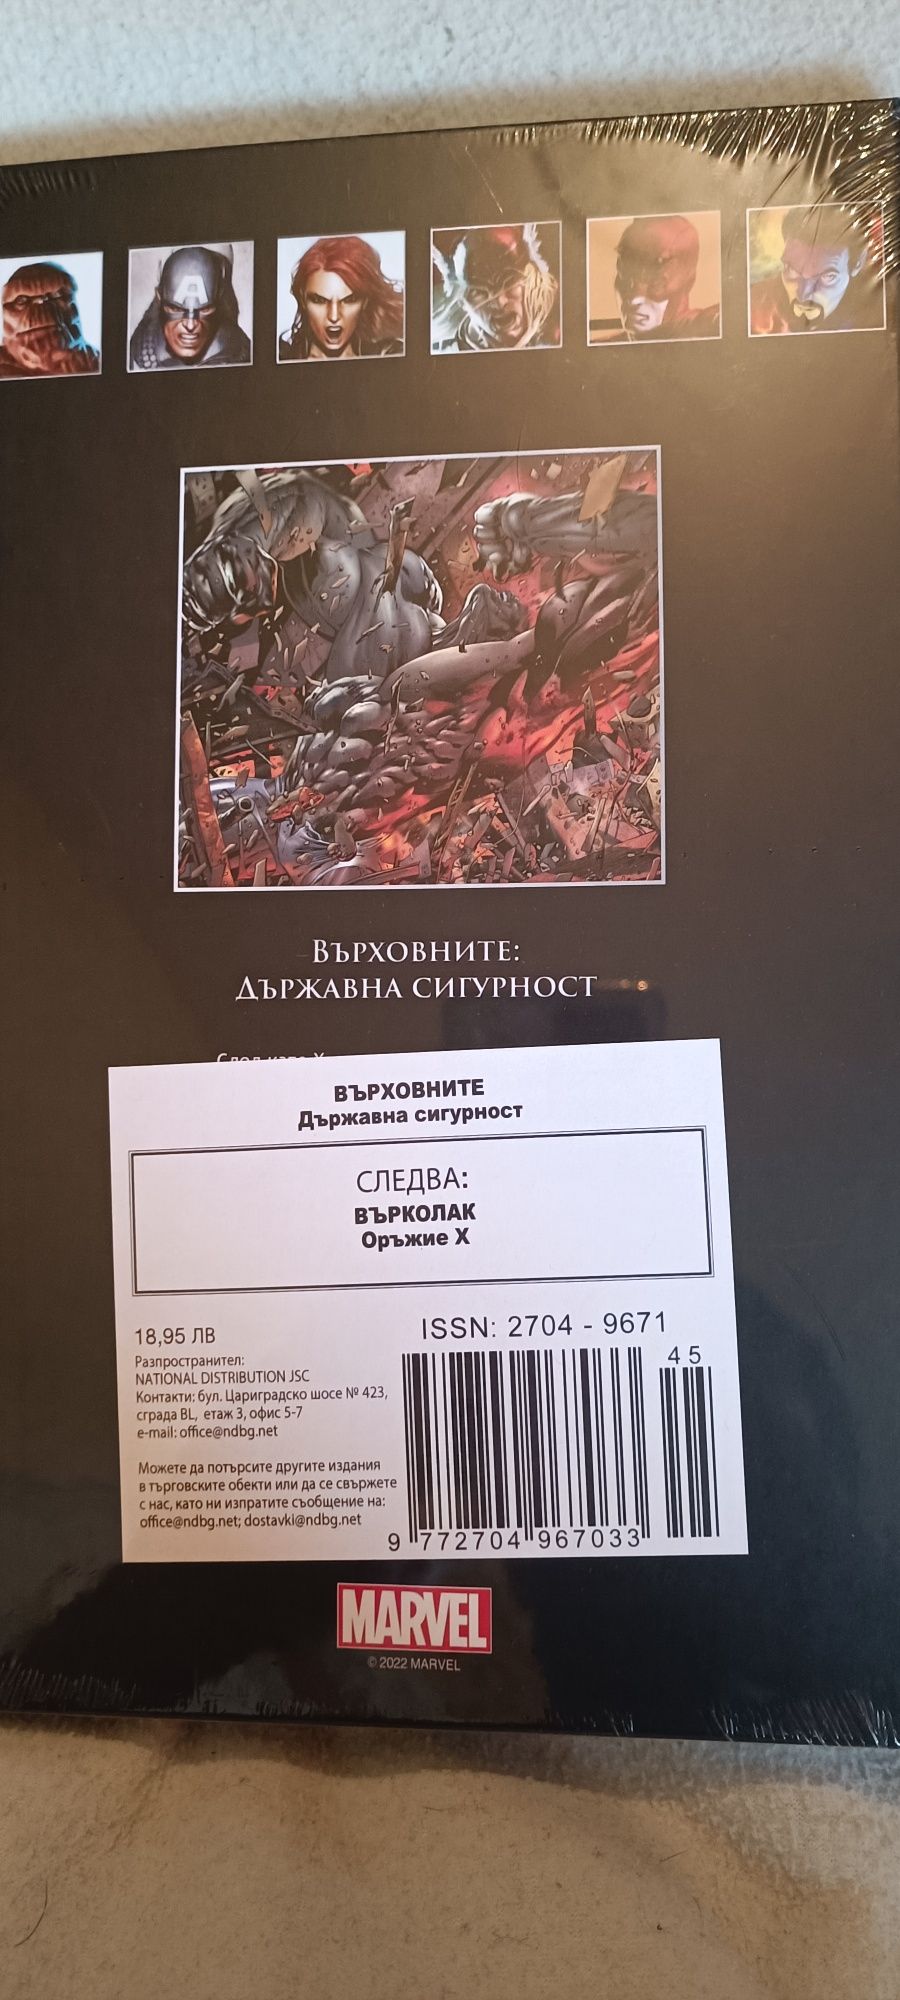 ВЪРХОВНИТЕ:
ДЪРЖАВНА СИГУРНОСТ
След като Х
ВЪРХОВНИТЕ
Държавна сигурност
СЛЕДВА:
ВЪРКОЛАК
Оръжие Х
18,95 ЛВ
Разпространител:
NATIONAL DISTRIBUTION JSC
Контакти: бул. Цариградско шосе № 423,
сграда BL, етаж 3, офис 5-7
e-mail: office@ndbg.net
Можете да потърсите другите издания
в търговските обекти или да се свържете
с нас, като ни изпратите съобщение на:
office@ndbg.net; dostavki@ndbg.net
ISSN: 2704 - 9671
45
9 772704 967033
MARVEL
© 2022 MARVEL